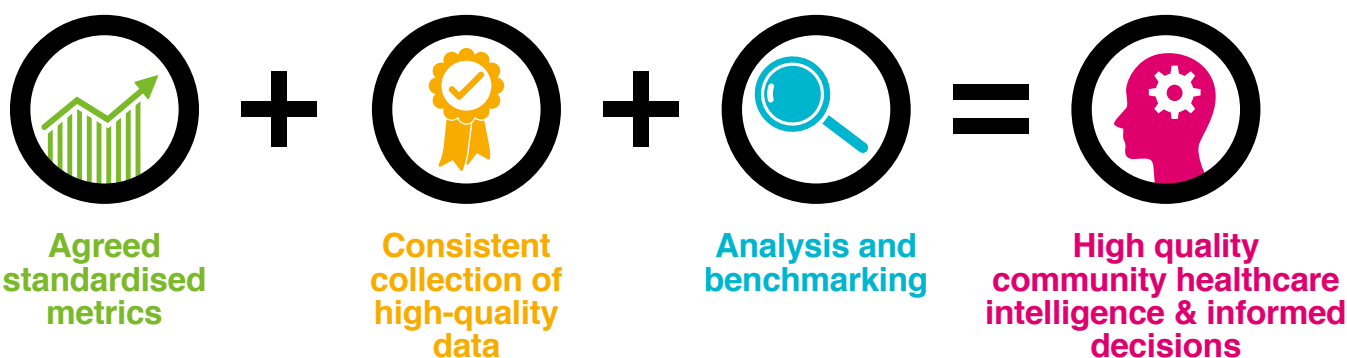 Agreed
standardised
metrics
Consistent
collection of
high-quality
data
Analysis and
benchmarking
High quality
community healthcare
intelligence & informed
decisions